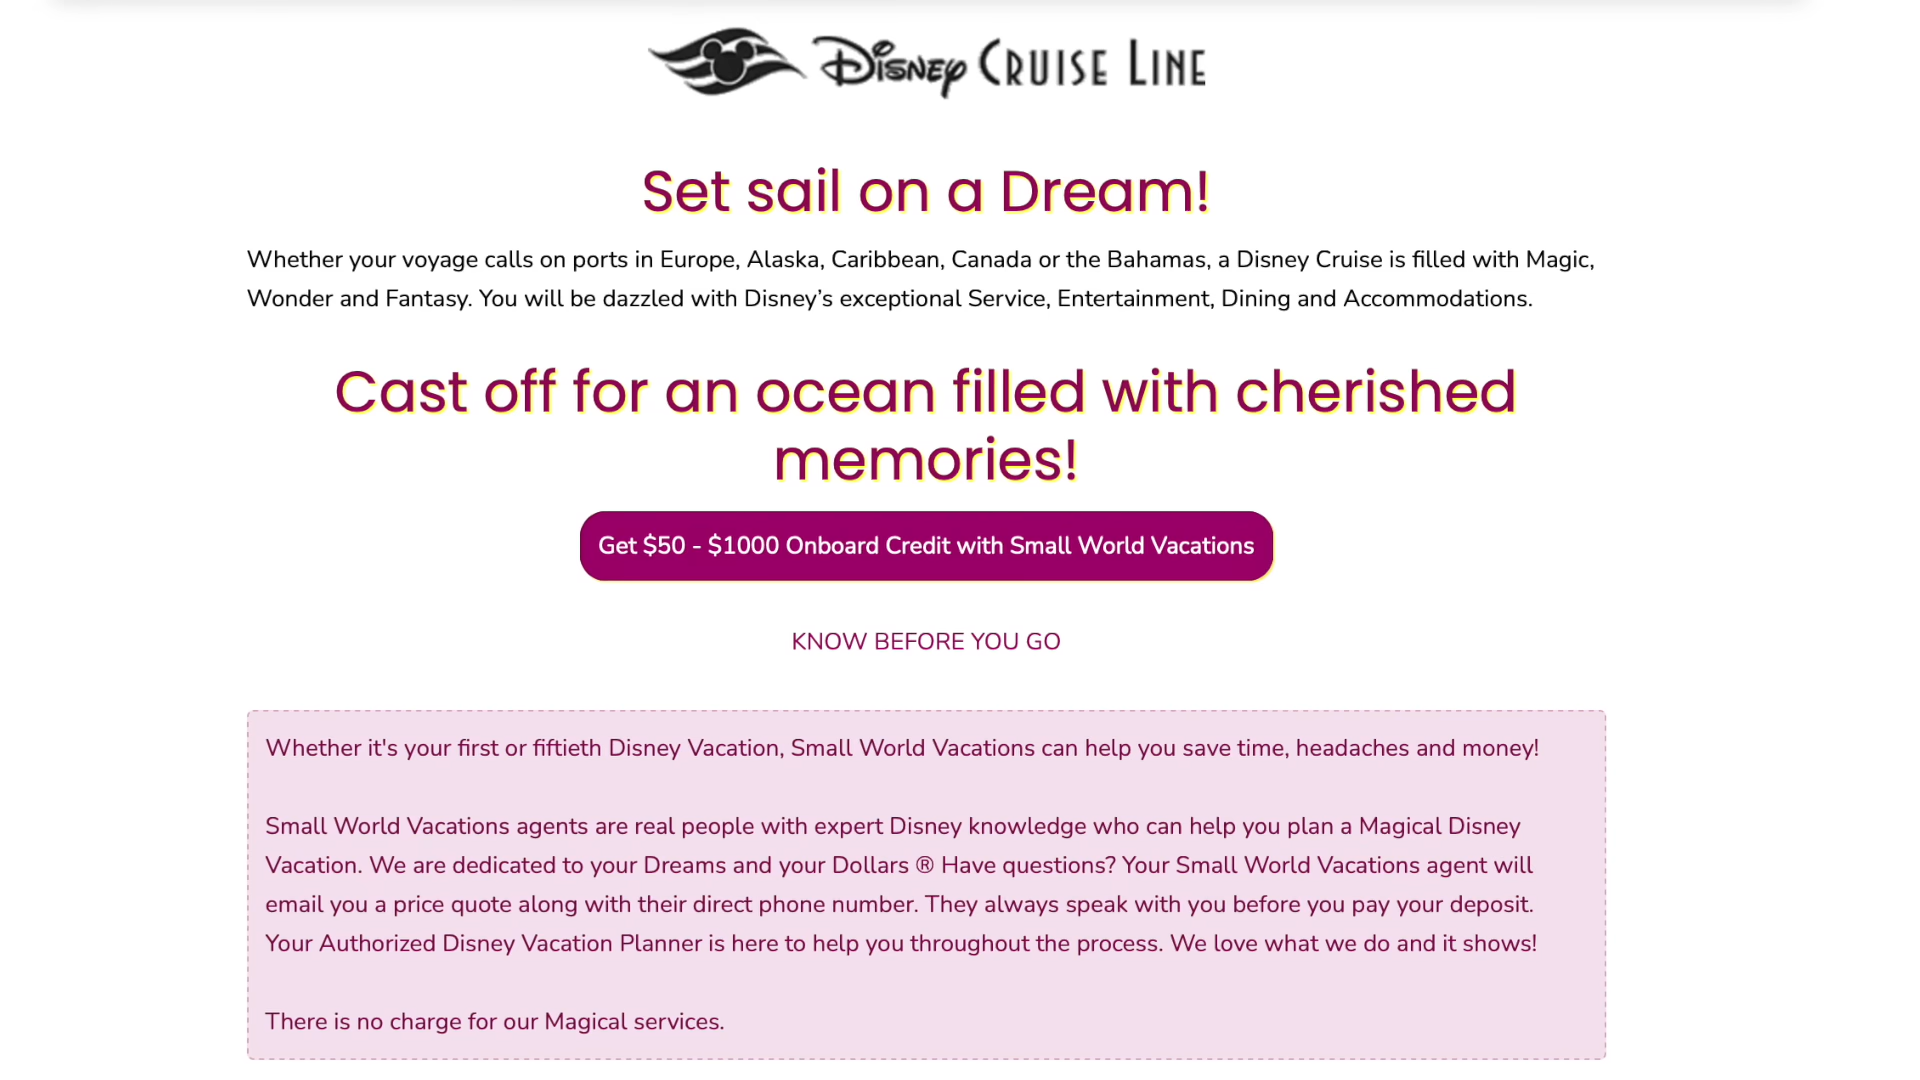 Disney Cruise Line
Set sail on a Dream!
Whether your voyage calls on ports in Europe, Alaska, Caribbean, Canada or the Bahamas, a Disney Cruise is filled with Magic,
Wonder and Fantasy. You will be dazzled with Disney’s exceptional Service, Entertainment, Dining and Accommodations.
Cast off for an ocean filled with cherished
memories!
Get $50 - $1000 Onboard Credit with Small World Vacations
KNOW BEFORE YOU GO
Whether it's your first or fiftieth Disney Vacation, Small World Vacations can help you save time, headaches and money!
Small World Vacations agents are real people with expert Disney knowledge who can help you plan a Magical Disney
Vacation. We are dedicated to your Dreams and your Dollars ® Have questions? Your Small World Vacations agent will
email you a price quote along with their direct phone number. They always speak with you before you pay your deposit.
Your Authorized Disney Vacation Planner is here to help you throughout the process. We love what we do and it shows!
There is no charge for our Magical services.